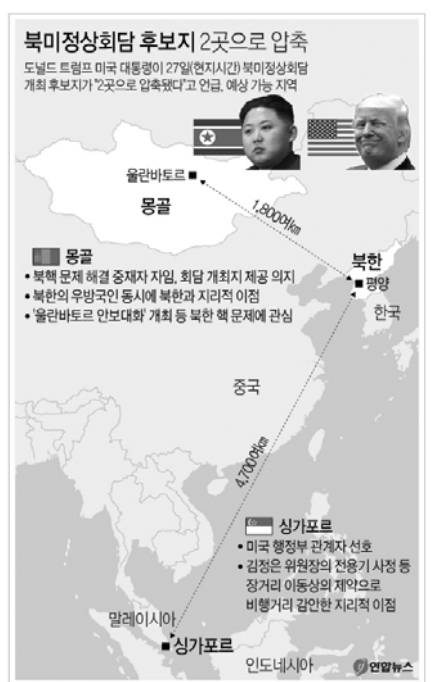 북미정상회담 후보지 2곳으로 압축
도널드 트럼프 미국 대통령이 27일(현지시간) 북미정상회담
개최 후보지가 "2곳으로 압축됐다"고 언급, 예상 가능 지역
울란바토르
몽골
1,800여㎞
북한
평양
한국
몽골
• 북핵 문제 해결 중재자 자임, 회담 개최지 제공 의지
• 북한의 우방국인 동시에 북한과 지리적 이점
• '울란바토르 안보대화' 개최 등 북한 핵 문제에 관심
중국
4,700여㎞
싱가포르
• 미국 행정부 관계자 선호
• 김정은 위원장의 전용기 사정 등
장거리 이동상의 제약으로
비행거리 감안한 지리적 이점
말레이시아
싱가포르
인도네시아
연합뉴스